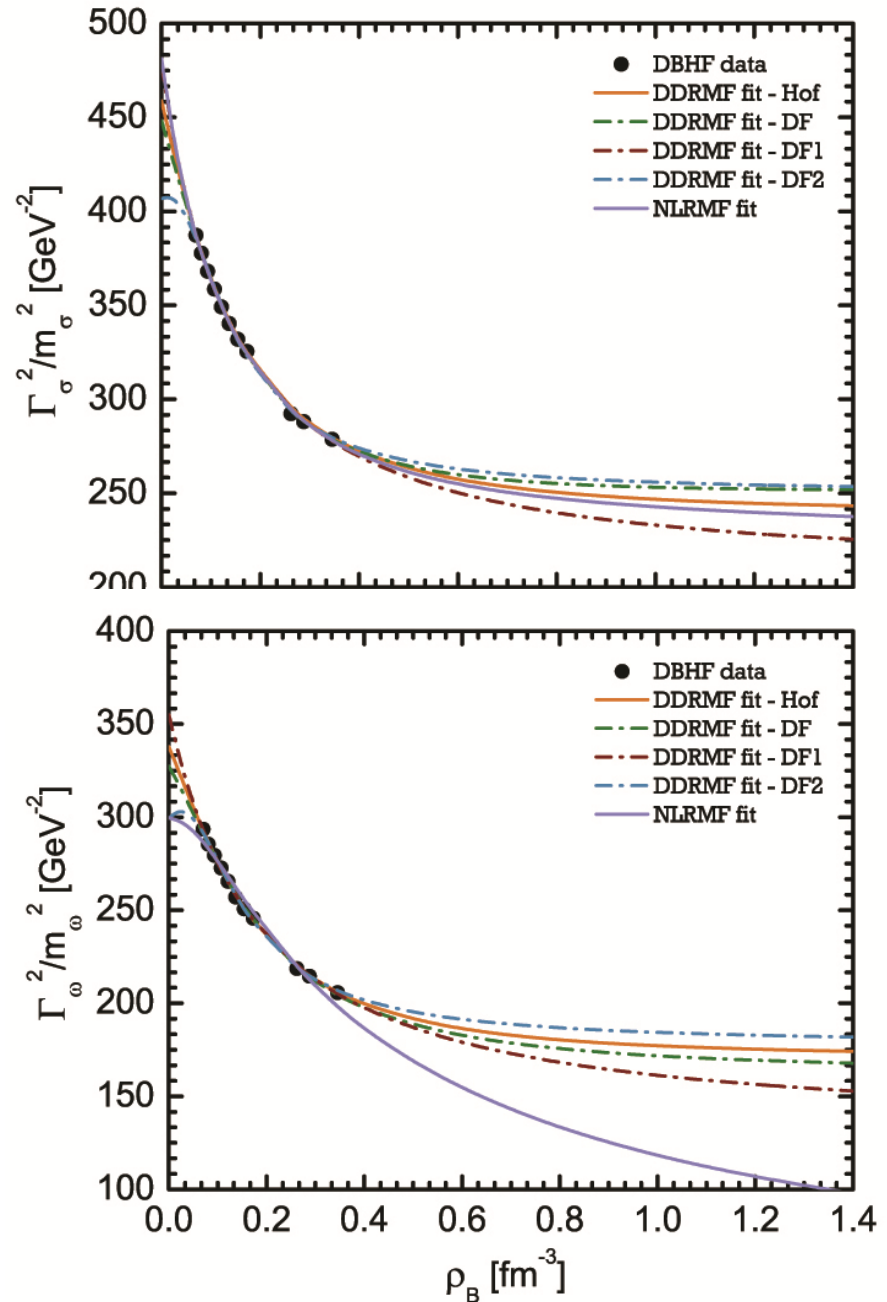 500
450
400
350
300
250
200
Γσ²/mσ² [GeV⁻²]
DBHF data
DDRMF fit - Hof
DDRMF fit - DF
DDRMF fit - DF1
DDRMF fit - DF2
NLRMF fit
400
350
300
250
200
150
100
Γω²/mω² [GeV⁻²]
DBHF data
DDRMF fit - Hof
DDRMF fit - DF
DDRMF fit - DF1
DDRMF fit - DF2
NLRMF fit
0.0 0.2 0.4 0.6 0.8 1.0 1.2 1.4
ρB [fm⁻³]